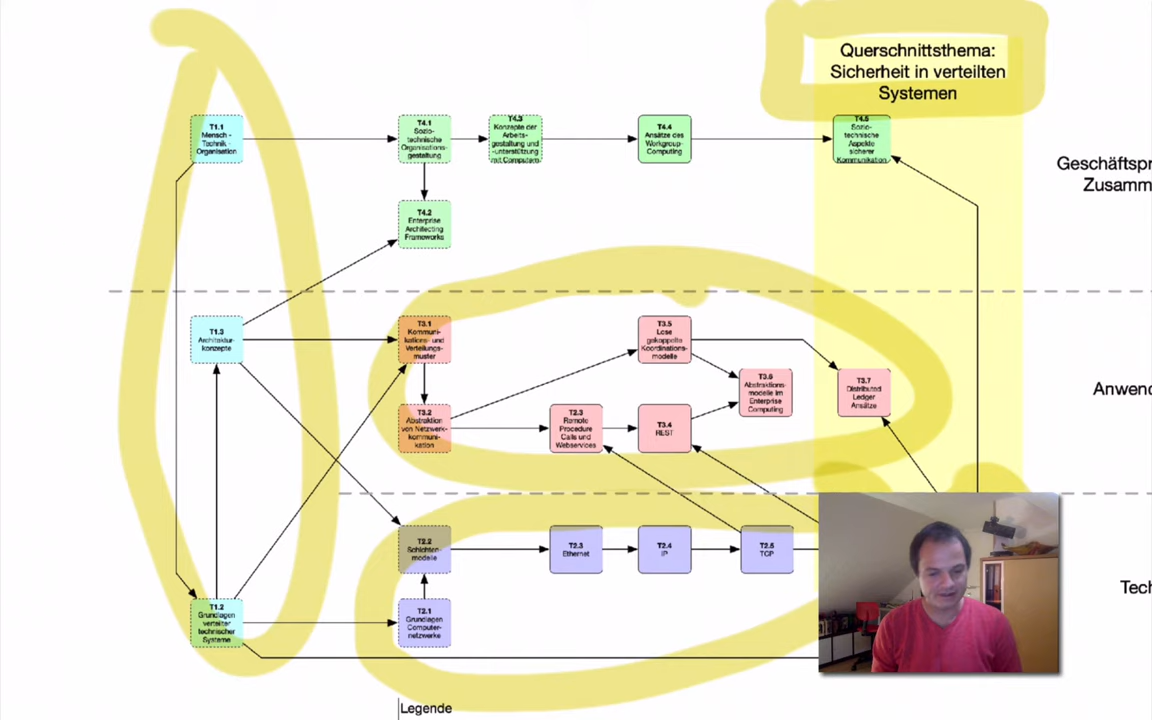 Querschnittsthema:
Sicherheit in verteilten
Systemen
T1.1
Mensch -
Technik -
Organisation
T4.1
Sozio-
technische
Organisations-
gestaltung
T4.3
Konzepte der
Arbeits-
gestaltung und
-unterstützung
mit Computern
T4.4
Ansätze des
Workgroup-
Computing
T4.5
Sozio-
technische
Aspekte
sicherer
Kommunikation
Geschäftspr
Zusamm
T4.2
Enterprise
Architecting
Frameworks
T1.3
Architektur-
konzepte
T3.1
Kommuni-
kations- und
Verteilungs-
muster
T3.5
Lose
gekoppelte
Koordinations-
modelle
T3.6
Abstraktions-
modelle im
Enterprise
Computing
T3.7
Distributed
Ledger
Ansätze
Anwend
T3.2
Abstraktion
von Netzwerk-
kommuni-
kation
T2.3
Remote
Procedure
Calls und
Webservices
T3.4
REST
T2.2
Schichten-
modelle
T2.3
Ethernet
T2.4
IP
T2.5
TCP
Tech
T1.2
Grundlagen
verteilter
technischer
Systeme
T2.1
Grundlagen
Computer-
netzwerke
Legende